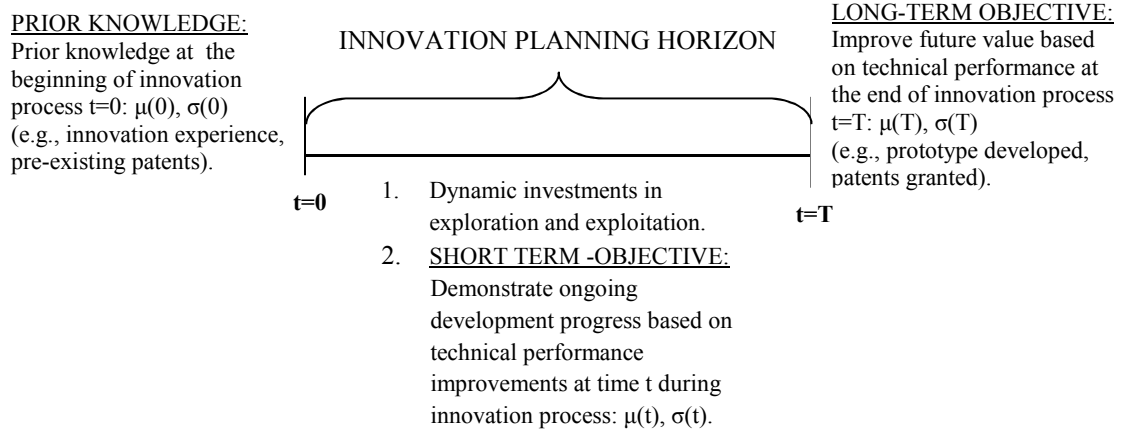 PRIOR KNOWLEDGE:
Prior knowledge at the
beginning of innovation
process t=0: μ(0), σ(0)
(e.g., innovation experience,
pre-existing patents).
INNOVATION PLANNING HORIZON
LONG-TERM OBJECTIVE:
Improve future value based
on technical performance at
the end of innovation process
t=T: μ(T), σ(T)
(e.g., prototype developed,
patents granted).
t=0
t=T
1. Dynamic investments in
exploration and exploitation.
2. SHORT TERM -OBJECTIVE:
Demonstrate ongoing
development progress based on
technical performance
improvements at time t during
innovation process: μ(t), σ(t).